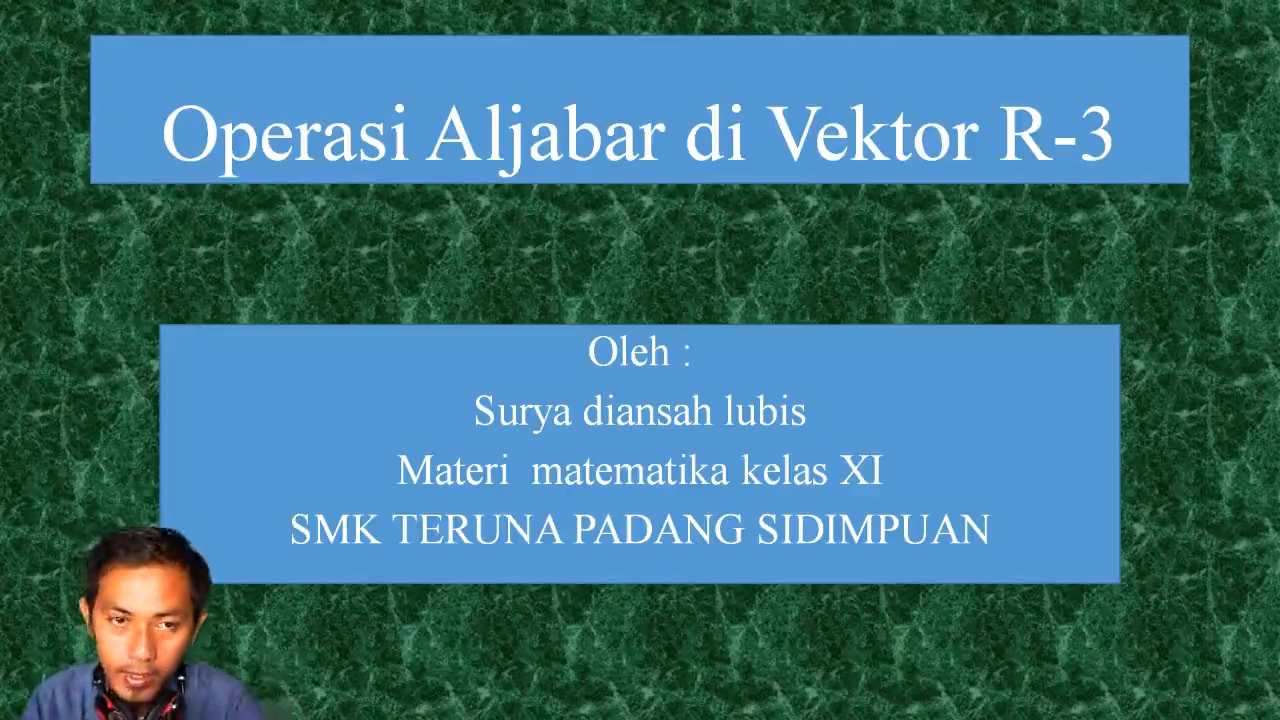 Operasi Aljabar di Vektor R-3
Oleh :
Surya diansah lubis
Materi  matematika kelas XI
SMK TERUNA PADANG SIDIMPUAN